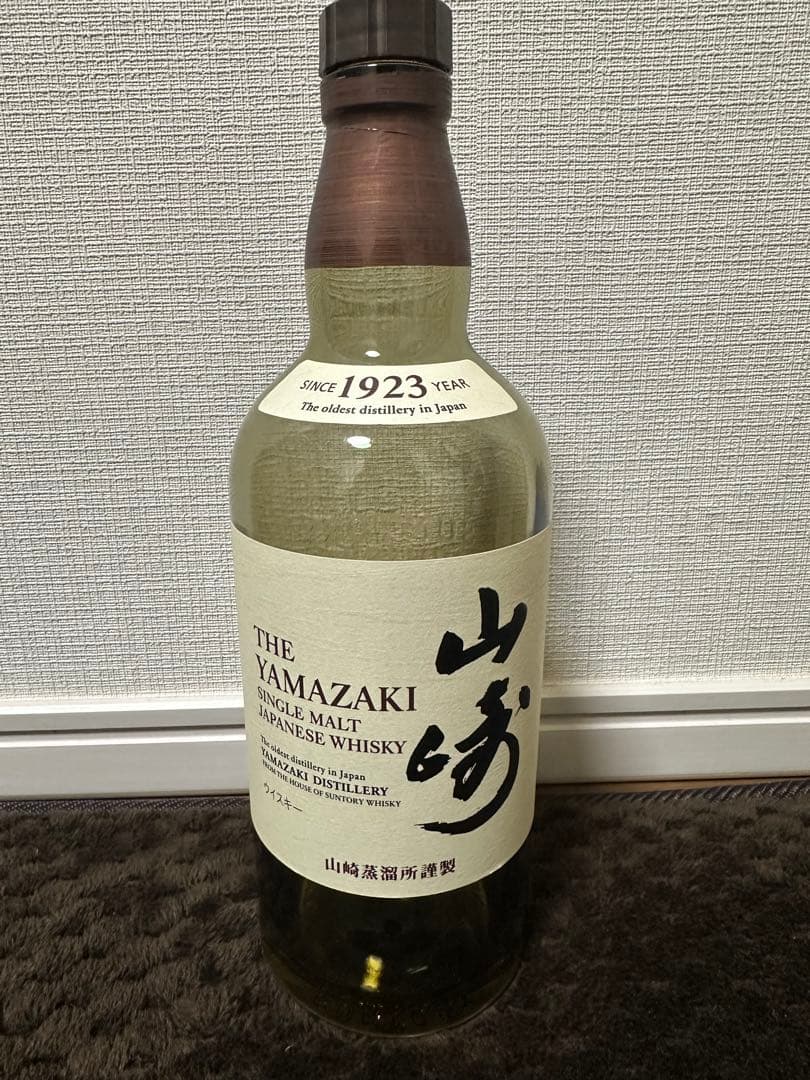 SINCE 1923 YEAR
The oldest distillery in Japan
THE
YAMAZAKI
SINGLE MALT
JAPANESE WHISKY
The oldest distillery in Japan
YAMAZAKI DISTILLERY
FROM THE HOUSE OF SUNTORY WHISKY
ウイスキー
山崎
山崎蒸溜所謹製